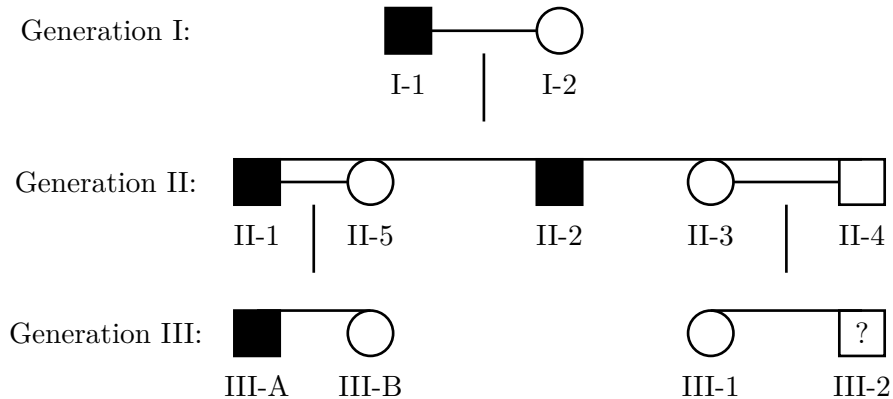 Generation I:
I-1 I-2
Generation II:
II-1 II-5 II-2 II-3 II-4
Generation III:
?
III-A III-B III-1 III-2